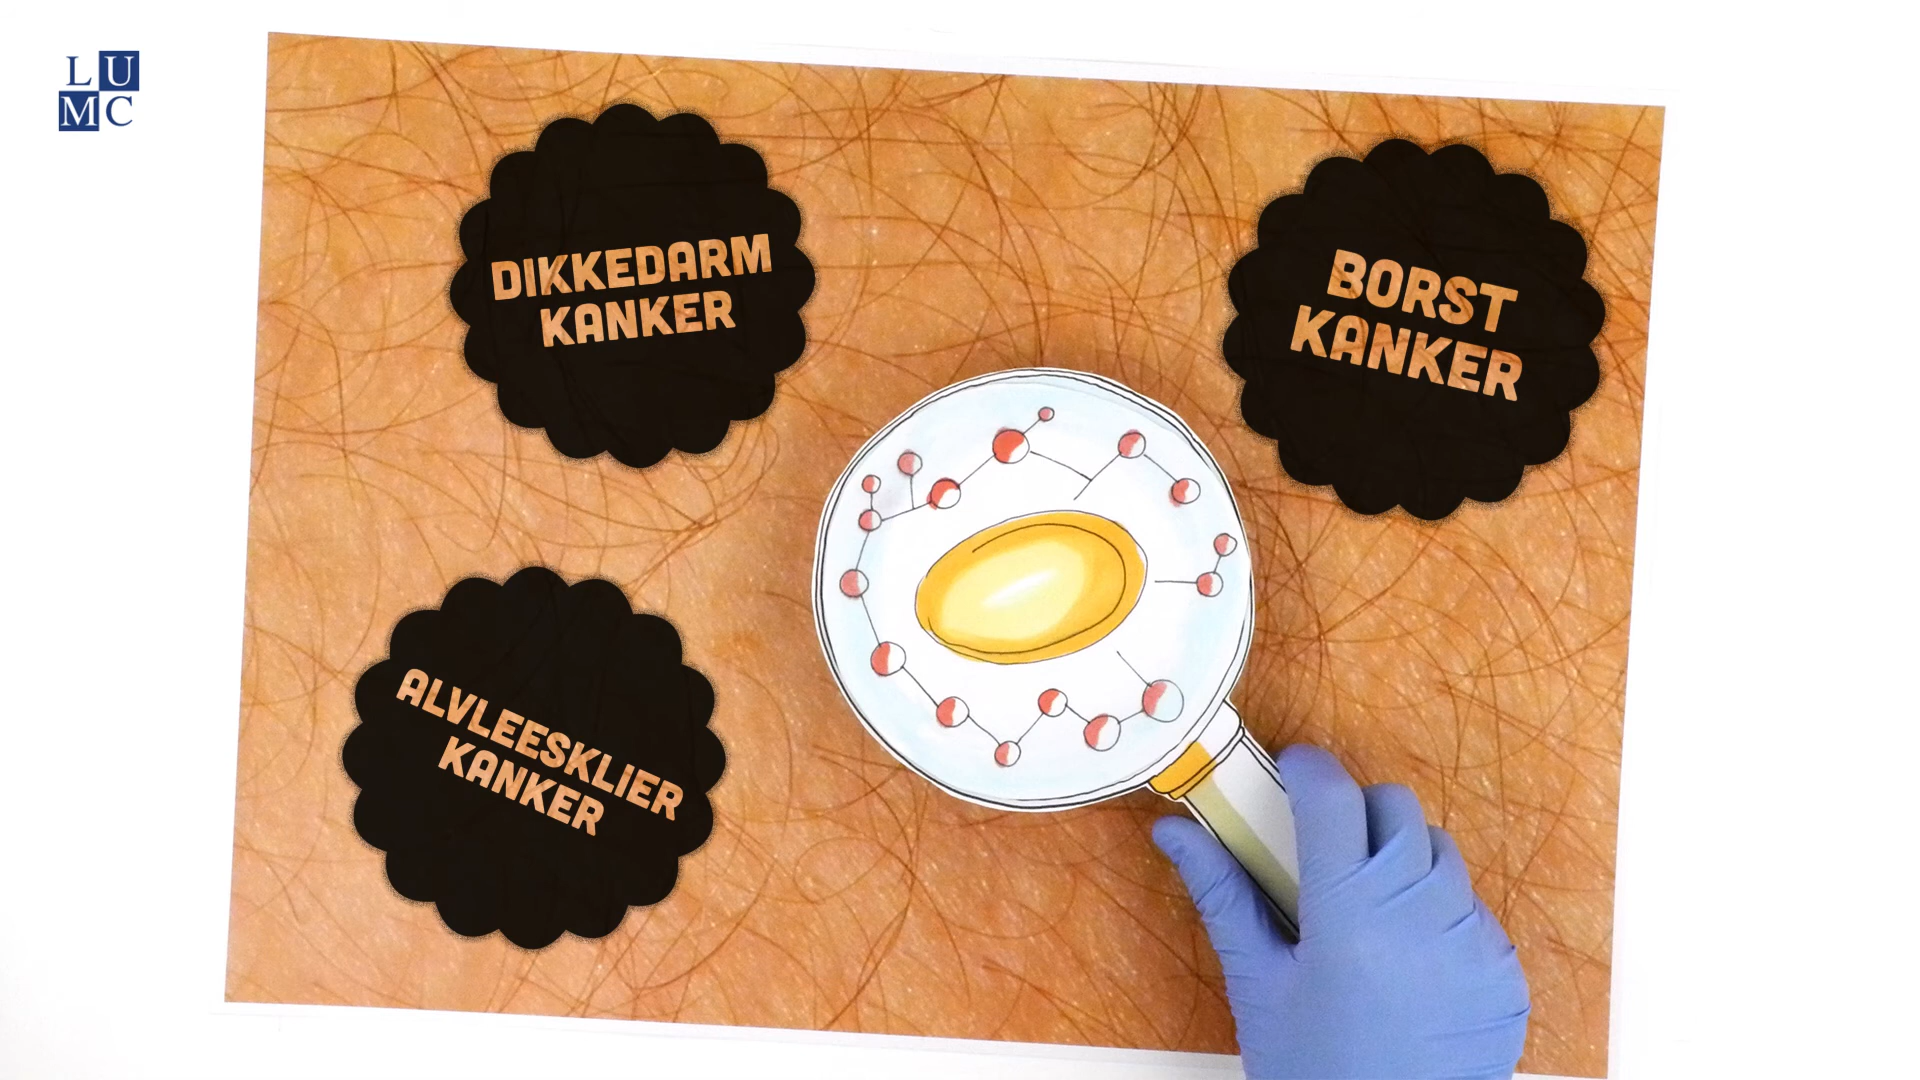 LU
MC
DIKKEDARM
KANKER
BORST
KANKER
ALVLEESKLIER
KANKER